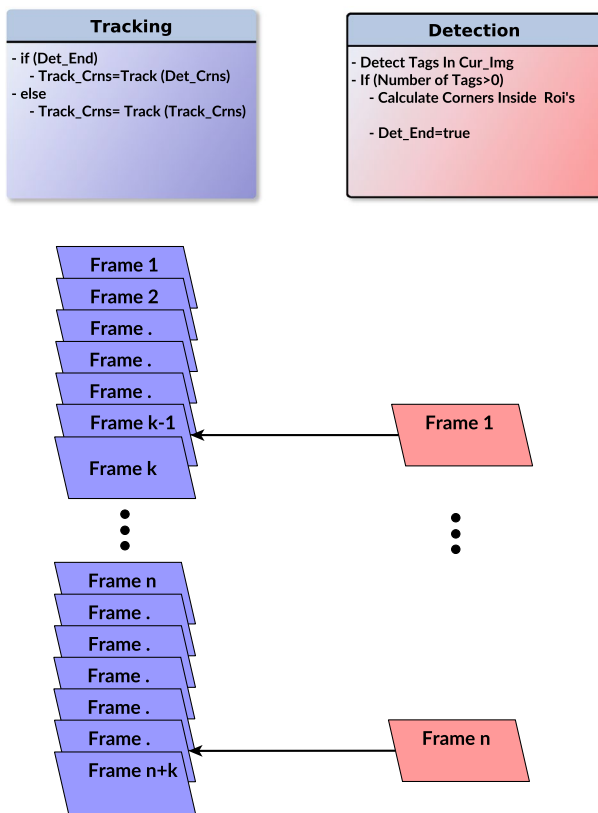 Tracking
- if (Det_End)
- Track_Crns=Track (Det_Crns)
- else
- Track_Crns= Track (Track_Crns)
Detection
- Detect Tags In Cur_Img
- If (Number of Tags>0)
- Calculate Corners Inside Roi's
- Det_End=true
Frame 1
Frame 2
Frame .
Frame .
Frame .
Frame k-1
Frame k
Frame 1
Frame n
Frame .
Frame .
Frame .
Frame .
Frame .
Frame n+k
Frame n